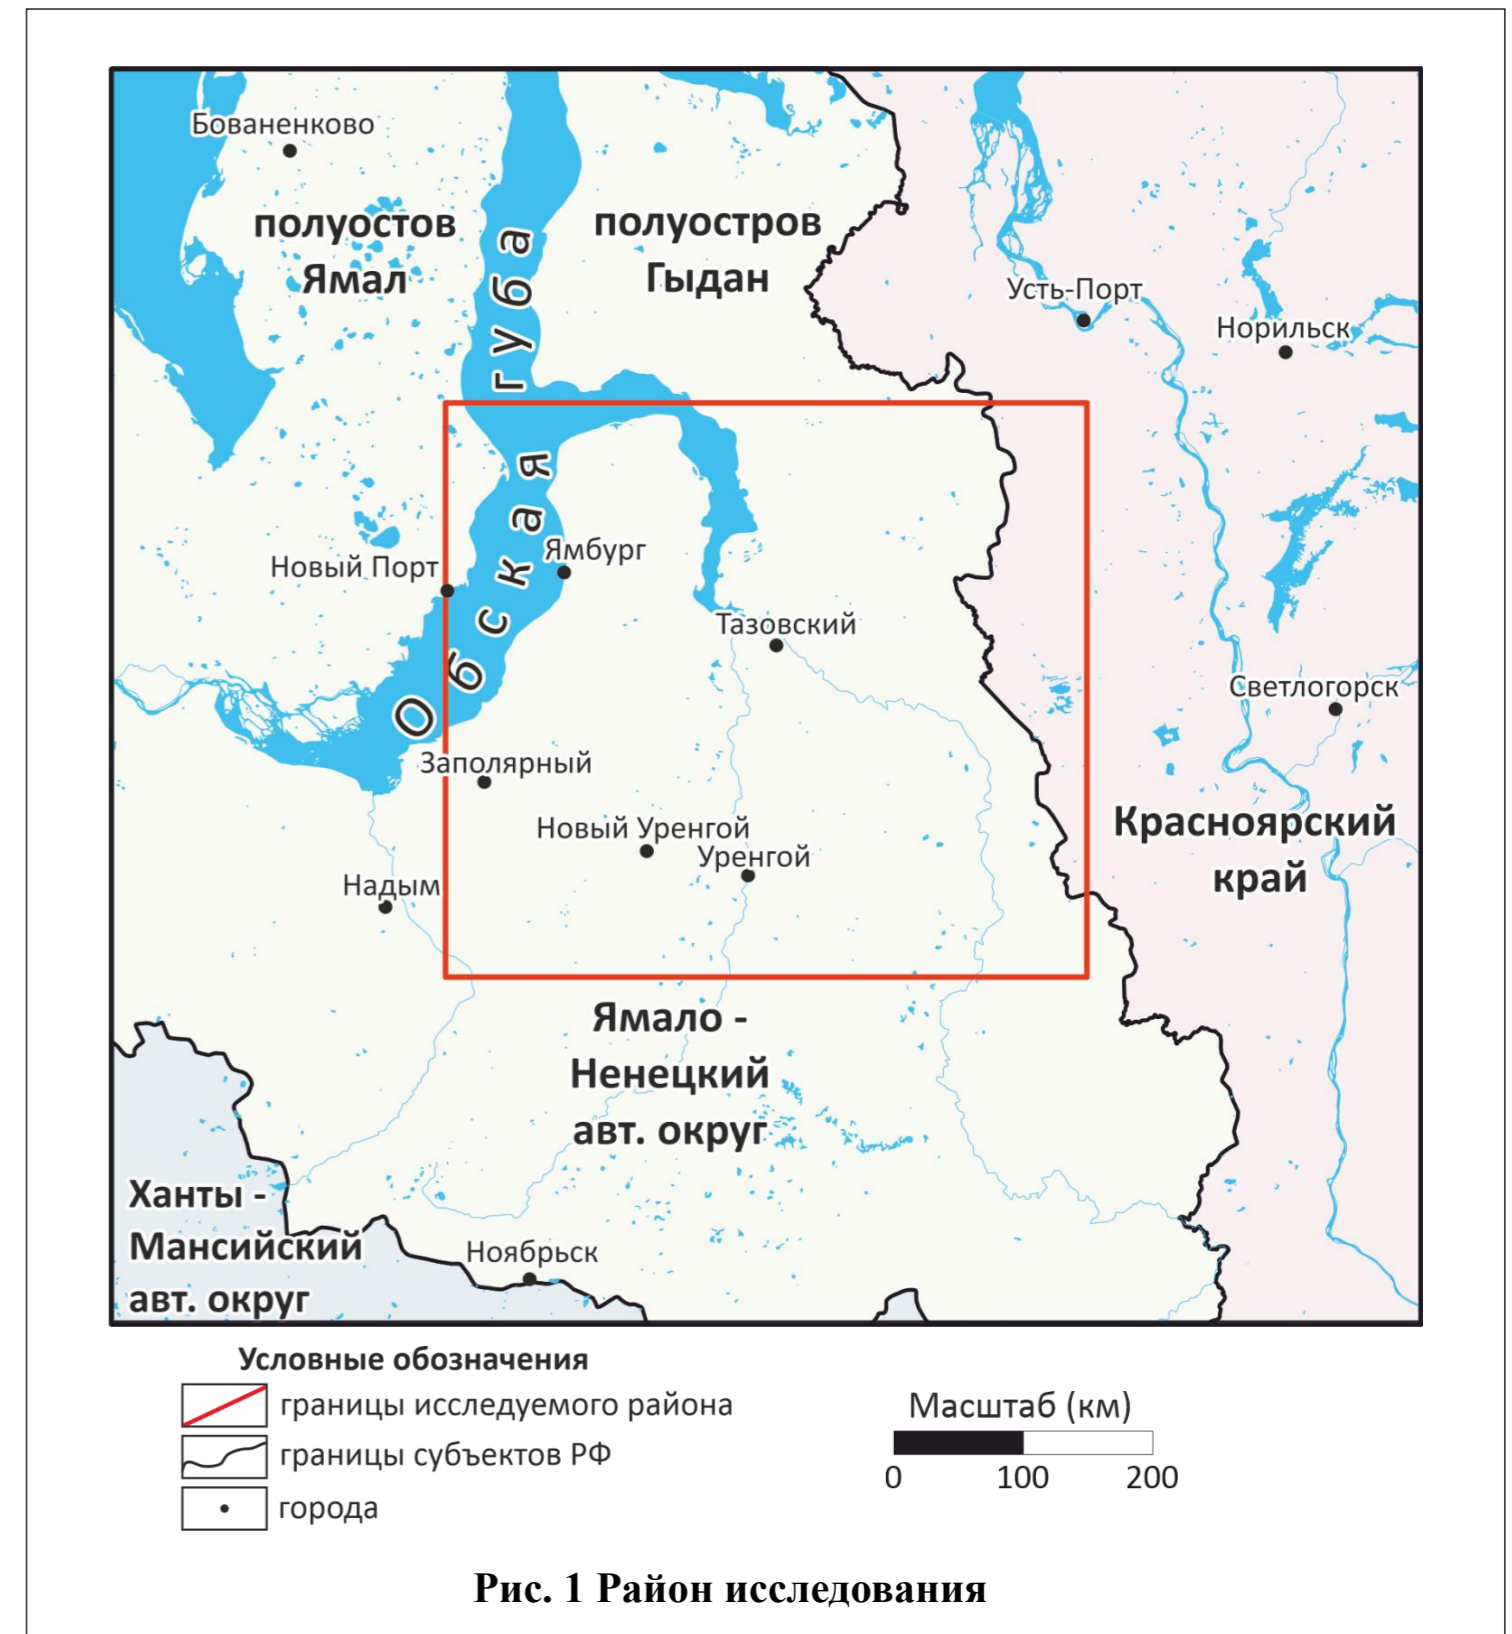 Бованенково
полуостов
Ямал
полуостров
Гыдан
Обская губа
Усть-Порт
Норильск
Новый Порт
Ямбург
Тазовский
Светлогорск
Заполярный
Новый Уренгой
Уренгой
Надым
Красноярский
край
Ямало -
Ненецкий
авт. округ
Ханты -
Мансийский
авт. округ
Ноябрьск
Условные обозначения
границы исследуемого района
границы субъектов РФ
города
Масштаб (км)
0 100 200
Рис. 1 Район исследования